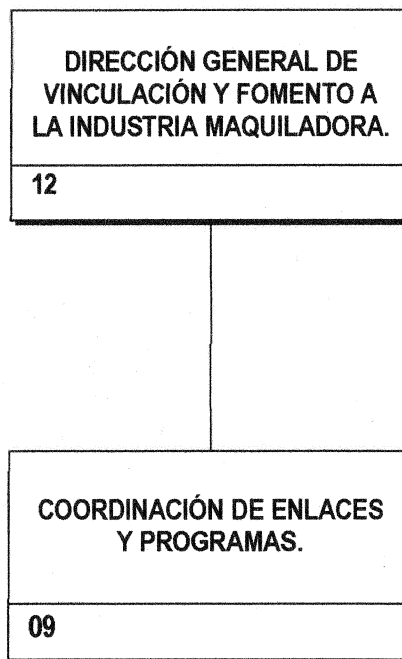 DIRECCIÓN GENERAL DE
VINCULACIÓN Y FOMENTO A
LA INDUSTRIA MAQUILADORA.
12
COORDINACIÓN DE ENLACES
Y PROGRAMAS.
09